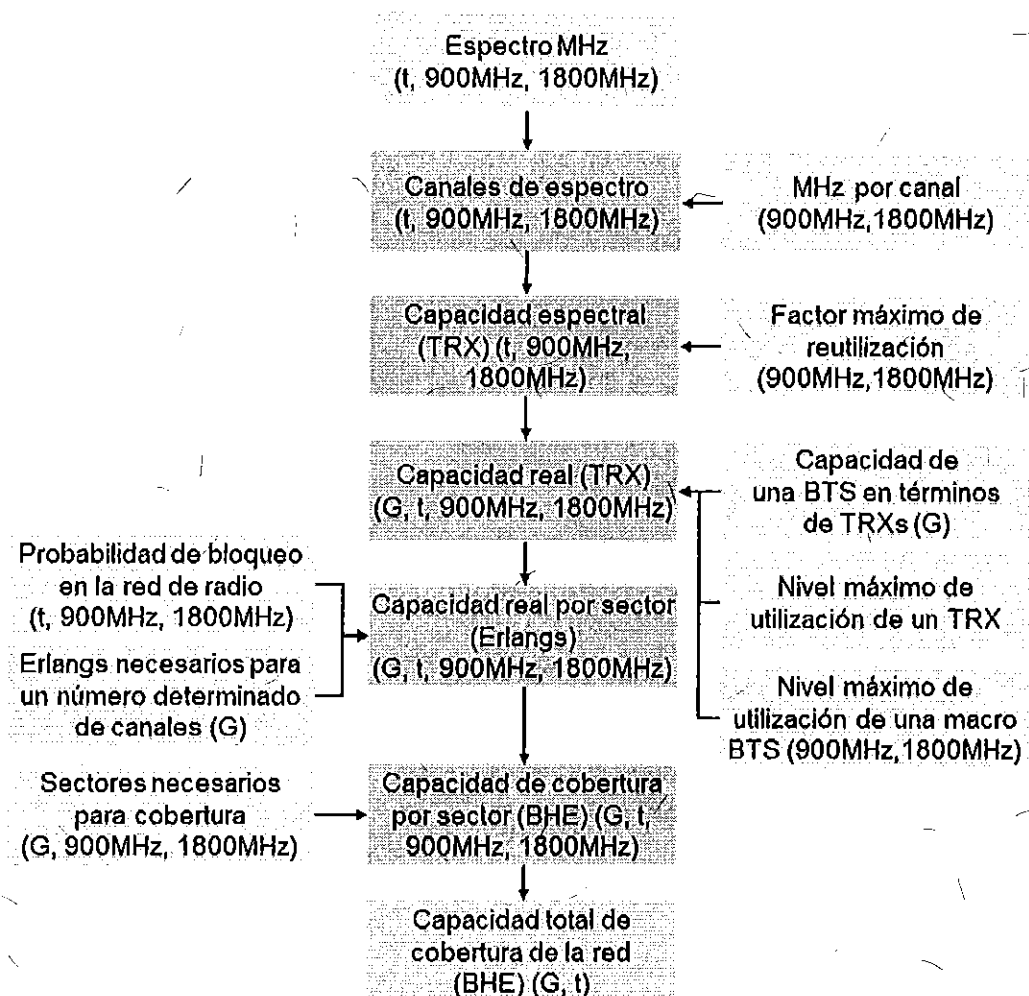 Espectro MHz
(t, 900MHz, 1800MHz)
Canales de espectro
(t, 900MHz, 1800MHz)
MHz por canal
(900MHz,1800MHz)
Capacidad espectral
(TRX) (t, 900MHz,
1800MHz)
Factor máximo de
reutilización
(900MHz,1800MHz)
Capacidad real (TRX)
(G, t, 900MHz, 1800MHz)
Capacidad de
una BTS en términos
de TRXs (G)
Probabilidad de bloqueo
en la red de radio
(t, 900MHz, 1800MHz)
Erlangs necesarios para
un número determinado
de canales (G)
Capacidad real por sector
(Erlangs)
(G, t, 900MHz, 1800MHz)
Nivel máximo de
utilización de un TRX
Nivel máximo de
utilización de una macro
BTS (900MHz,1800MHz)
Sectores necesarios
para cobertura
(G, 900MHz, 1800MHz)
Capacidad de cobertura
por sector (BHE) (G, t,
900MHz, 1800MHz)
Capacidad total de
cobertura de la red
(BHE) (G, t)